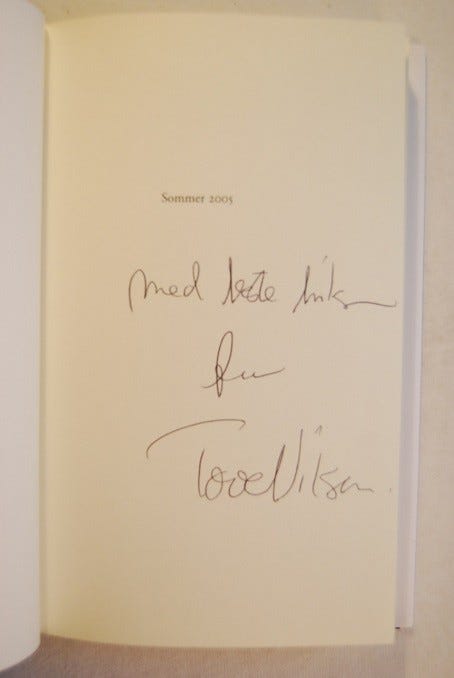 Sommer 2005
med beste hilsen
fra
Tove Nilsen